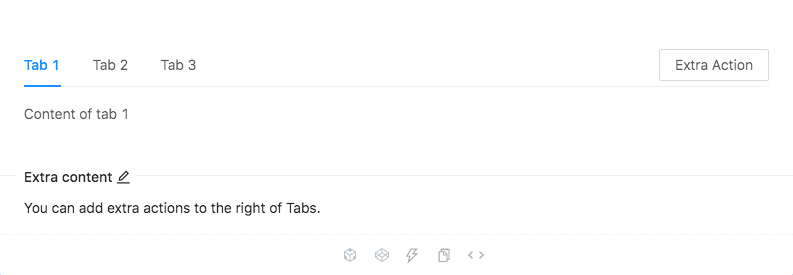 Tab 1 Tab 2 Tab 3 Extra Action
Content of tab 1
Extra content
You can add extra actions to the right of Tabs.